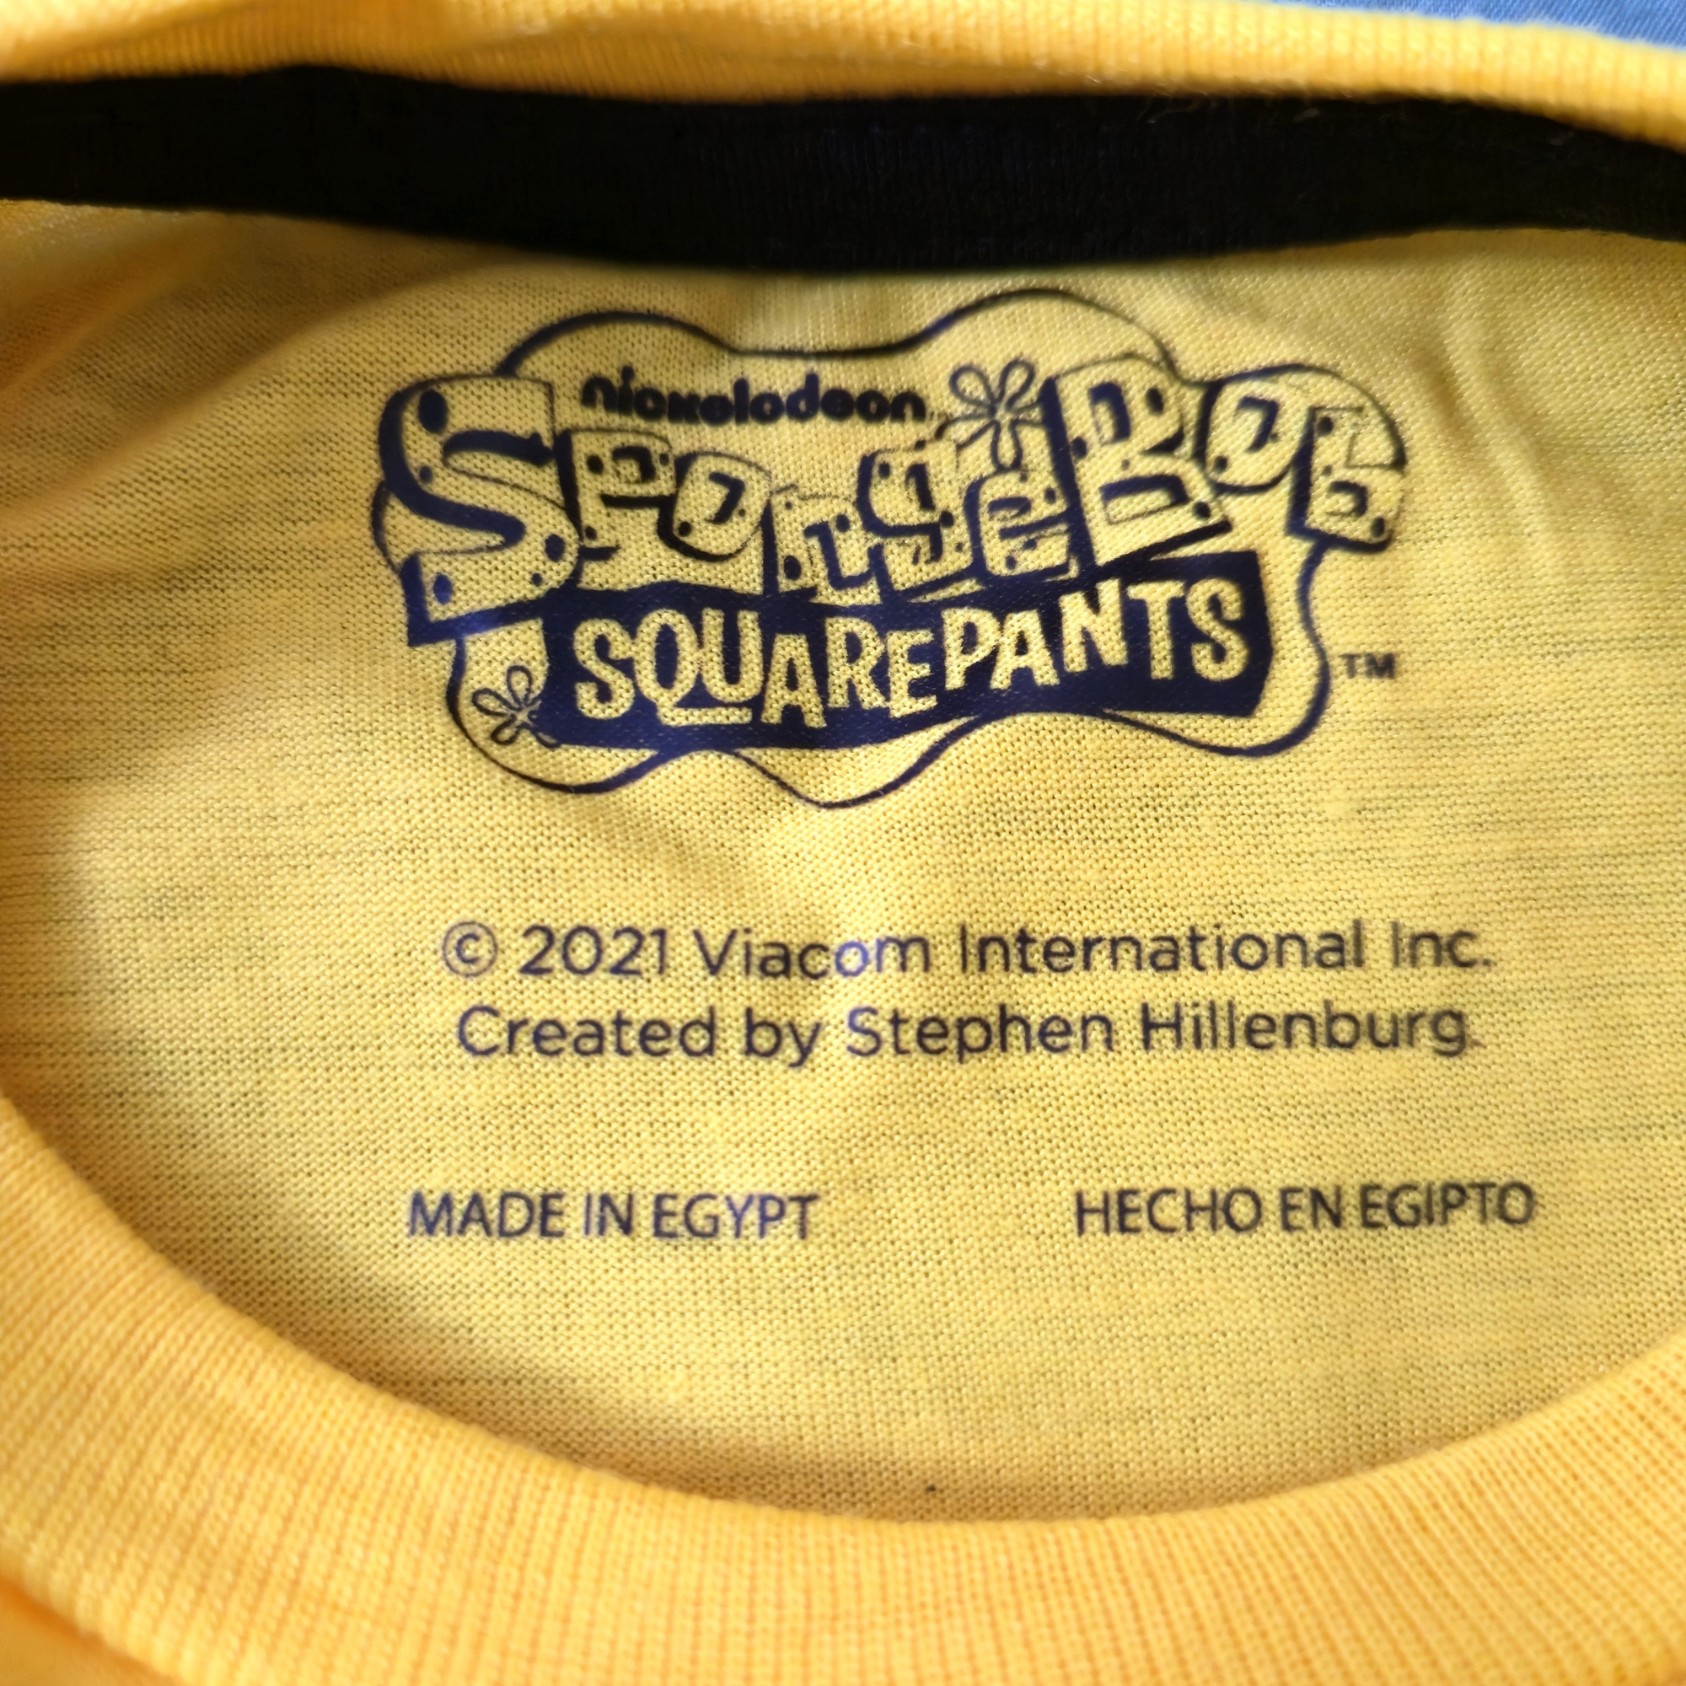 nickelodeon
SpongeBob
SQUAREPANTS
TM
© 2021 Viacom International Inc.
Created by Stephen Hillenburg.
MADE IN EGYPT
HECHO EN EGIPTO